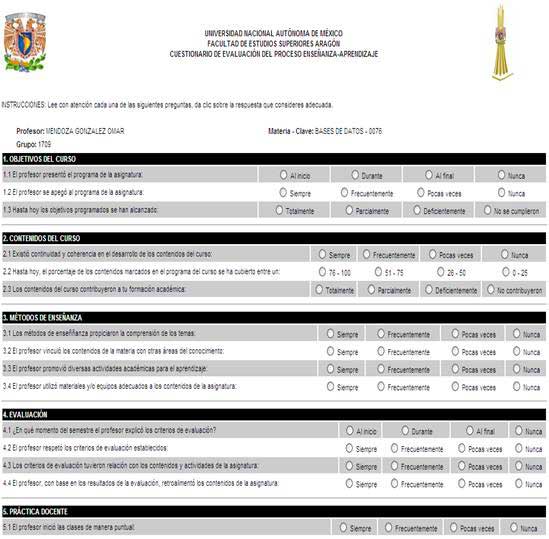 UNIVERSIDAD NACIONAL AUTÓNOMA DE MÉXICO
FACULTAD DE ESTUDIOS SUPERIORES ARAGÓN
CUESTIONARIO DE EVALUACIÓN DEL PROCESO ENSEÑANZA-APRENDIZAJE
INSTRUCCIONES: Lee con atención cada una de las siguientes preguntas, da clic sobre la respuesta que consideres adecuada.
Profesor: MENDOZA GONZALEZ OMAR Materia - Clave: BASES DE DATOS - 0076
Grupo: 1709
1. OBJETIVOS DEL CURSO
1.1 El profesor presentó el programa de la asignatura: Al inicio Durante Al final Nunca
1.2 El profesor se apegó al programa de la asignatura: Siempre Frecuentemente Pocas veces Nunca
1.3 Hasta hoy los objetivos programados se han alcanzado: Totalmente Parcialmente Deficientemente No se cumplieron
2. CONTENIDOS DEL CURSO
2.1 Existió continuidad y coherencia en el desarrollo de los contenidos del curso: Siempre Frecuentemente Pocas veces Nunca
2.2 Hasta hoy, el porcentaje de los contenidos marcados en el programa del curso se ha cubierto entre un: 76 - 100 51 - 75 26 - 50 0 - 25
2.3 Los contenidos del curso contribuyeron a tu formación académica: Totalmente Parcialmente Deficientemente No contribuyeron
3. MÉTODOS DE ENSEÑANZA
3.1 Los métodos de enseññanza propiciaron la comprensión de los temas: Siempre Frecuentemente Pocas veces Nunca
3.2 El profesor vinculó los contenidos de la materia con otras áreas del conocimiento: Siempre Frecuentemente Pocas veces Nunca
3.3 El profesor promovió diversas actividades académicas para el aprendizaje: Siempre Frecuentemente Pocas veces Nunca
3.4 El profesor utilizó materiales y/o equipos adecuados a los contenidos de la asignatura: Siempre Frecuentemente Pocas veces Nunca
4. EVALUACIÓN
4.1 ¿En qué momento del semestre el profesor explicó los criterios de evaluación? Al inicio Durante Al final Nunca
4.2 El profesor respetó los criterios de evaluación establecidos: Siempre Frecuentemente Pocas veces Nunca
4.3 Los criterios de evaluación tuvieron relación con los contenidos y actividades de la asignatura: Siempre Frecuentemente Pocas veces Nunca
4.4 El profesor, con base en los resultados de la evaluación, retroalimentó los contenidos de la asignatura: Siempre Frecuentemente Pocas veces Nunca
5. PRÁCTICA DOCENTE
5.1 El profesor inició las clases de manera puntual: Siempre Frecuentemente Pocas veces Nunca